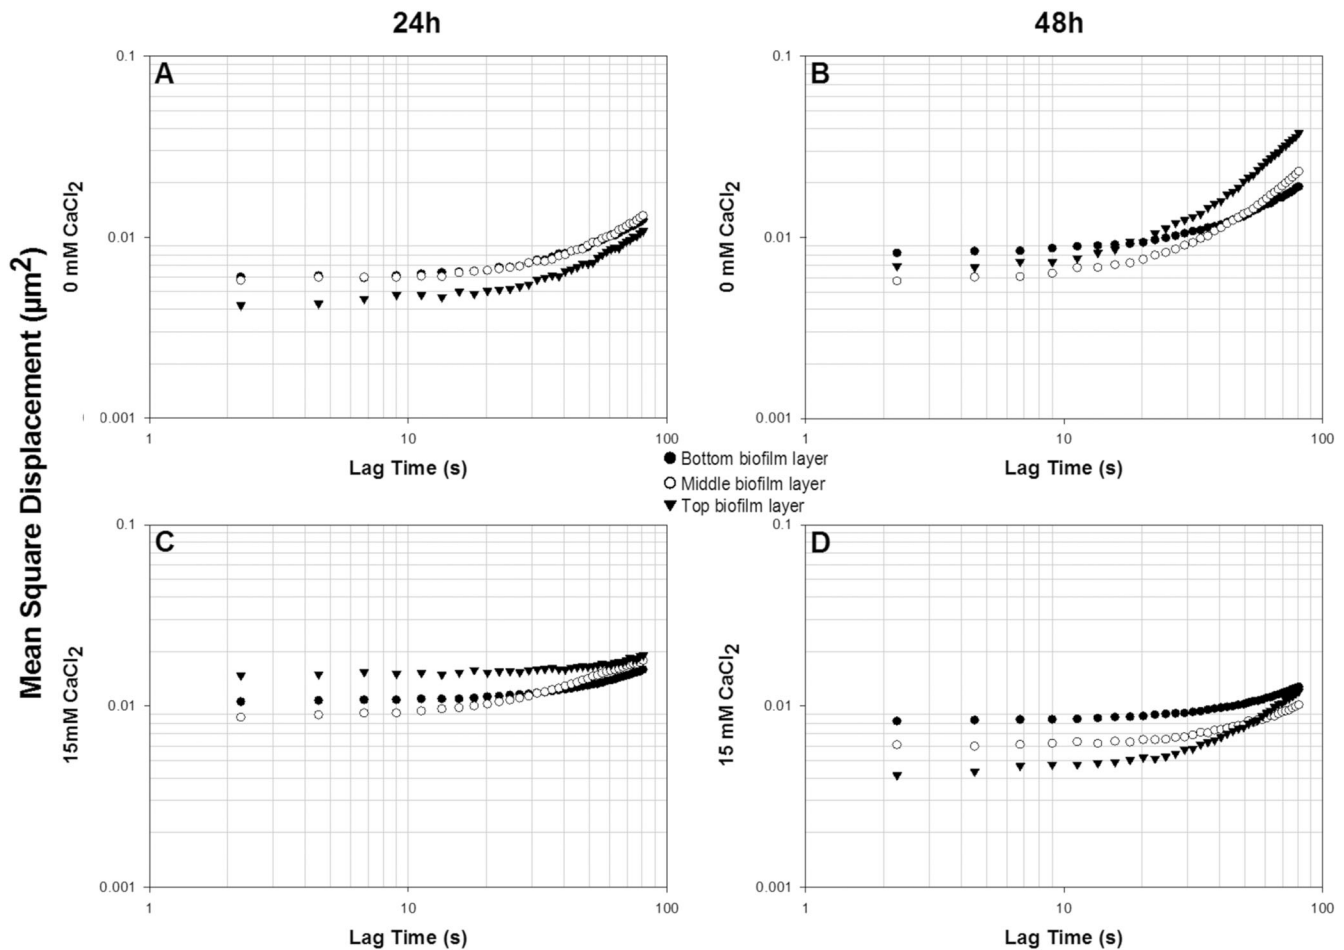 24h
48h
Mean Square Displacement (µm²)
A
0 mM CaCl₂
0.1
0.01
0.001
1
10
100
Lag Time (s)
B
0 mM CaCl₂
0.1
0.01
0.001
1
10
100
Lag Time (s)
Bottom biofilm layer
Middle biofilm layer
Top biofilm layer
C
15mM CaCl₂
0.1
0.01
0.001
1
10
100
Lag Time (s)
D
15 mM CaCl₂
0.1
0.01
0.001
1
10
100
Lag Time (s)